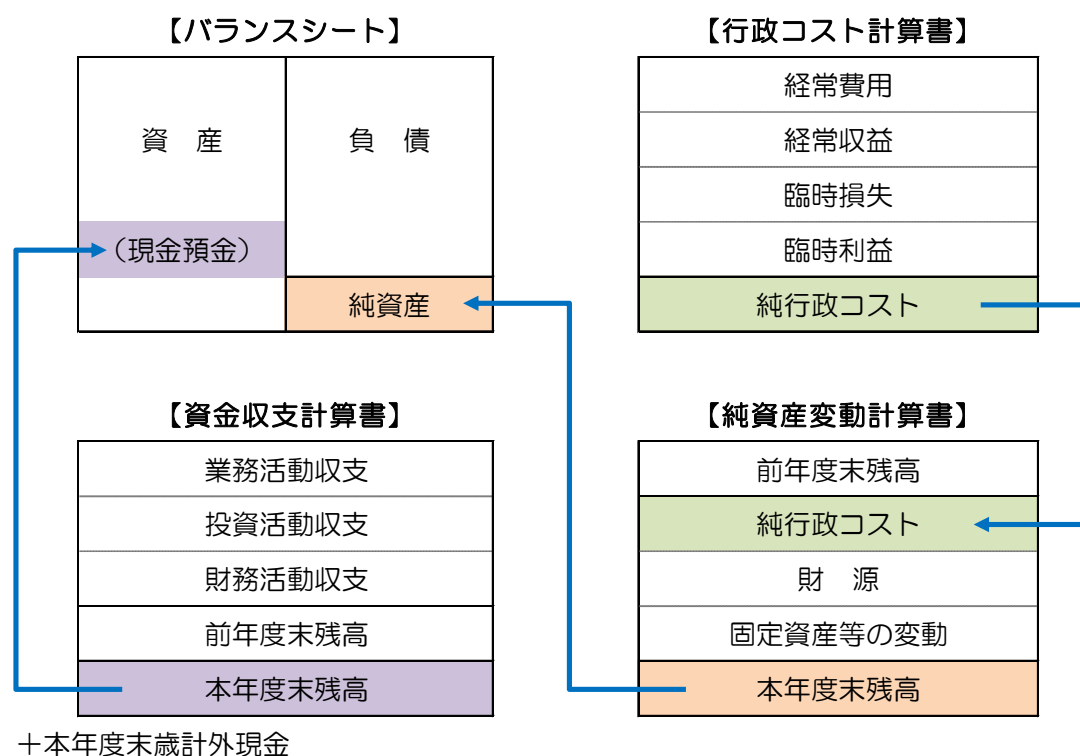 【バランスシート】
資　産
負　債
（現金預金）
純資産
【行政コスト計算書】
経常費用
経常収益
臨時損失
臨時利益
純行政コスト
【資金収支計算書】
業務活動収支
投資活動収支
財務活動収支
前年度末残高
本年度末残高
＋本年度末歳計外現金
【純資産変動計算書】
前年度末残高
純行政コスト
財　源
固定資産等の変動
本年度末残高